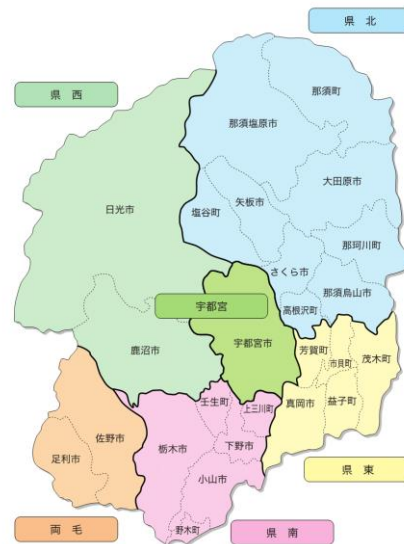 県 北
那須町
県 西
那須塩原市
大田原市
日光市
矢板市
塩谷町
那珂川町
さくら市
那須烏山市
宇都宮
高根沢町
芳賀町
茂木町
宇都宮市
鹿沼市
市貝町
益子町
壬生町
上三川町
真岡市
佐野市
栃木市
下野市
足利市
小山市
県 東
野木町
両 毛
県 南